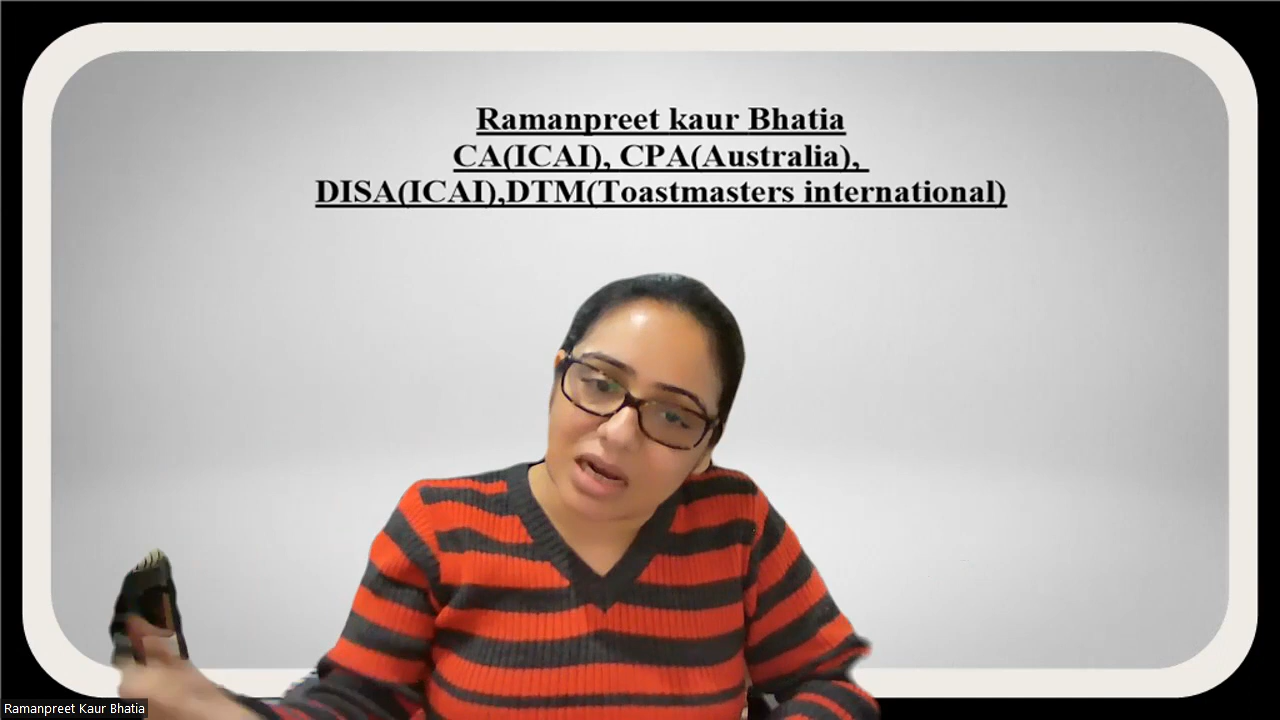 Ramanpreet kaur Bhatia
CA(ICAI), CPA(Australia),
DISA(ICAI),DTM(Toastmasters international)
Ramanpreet Kaur Bhatia